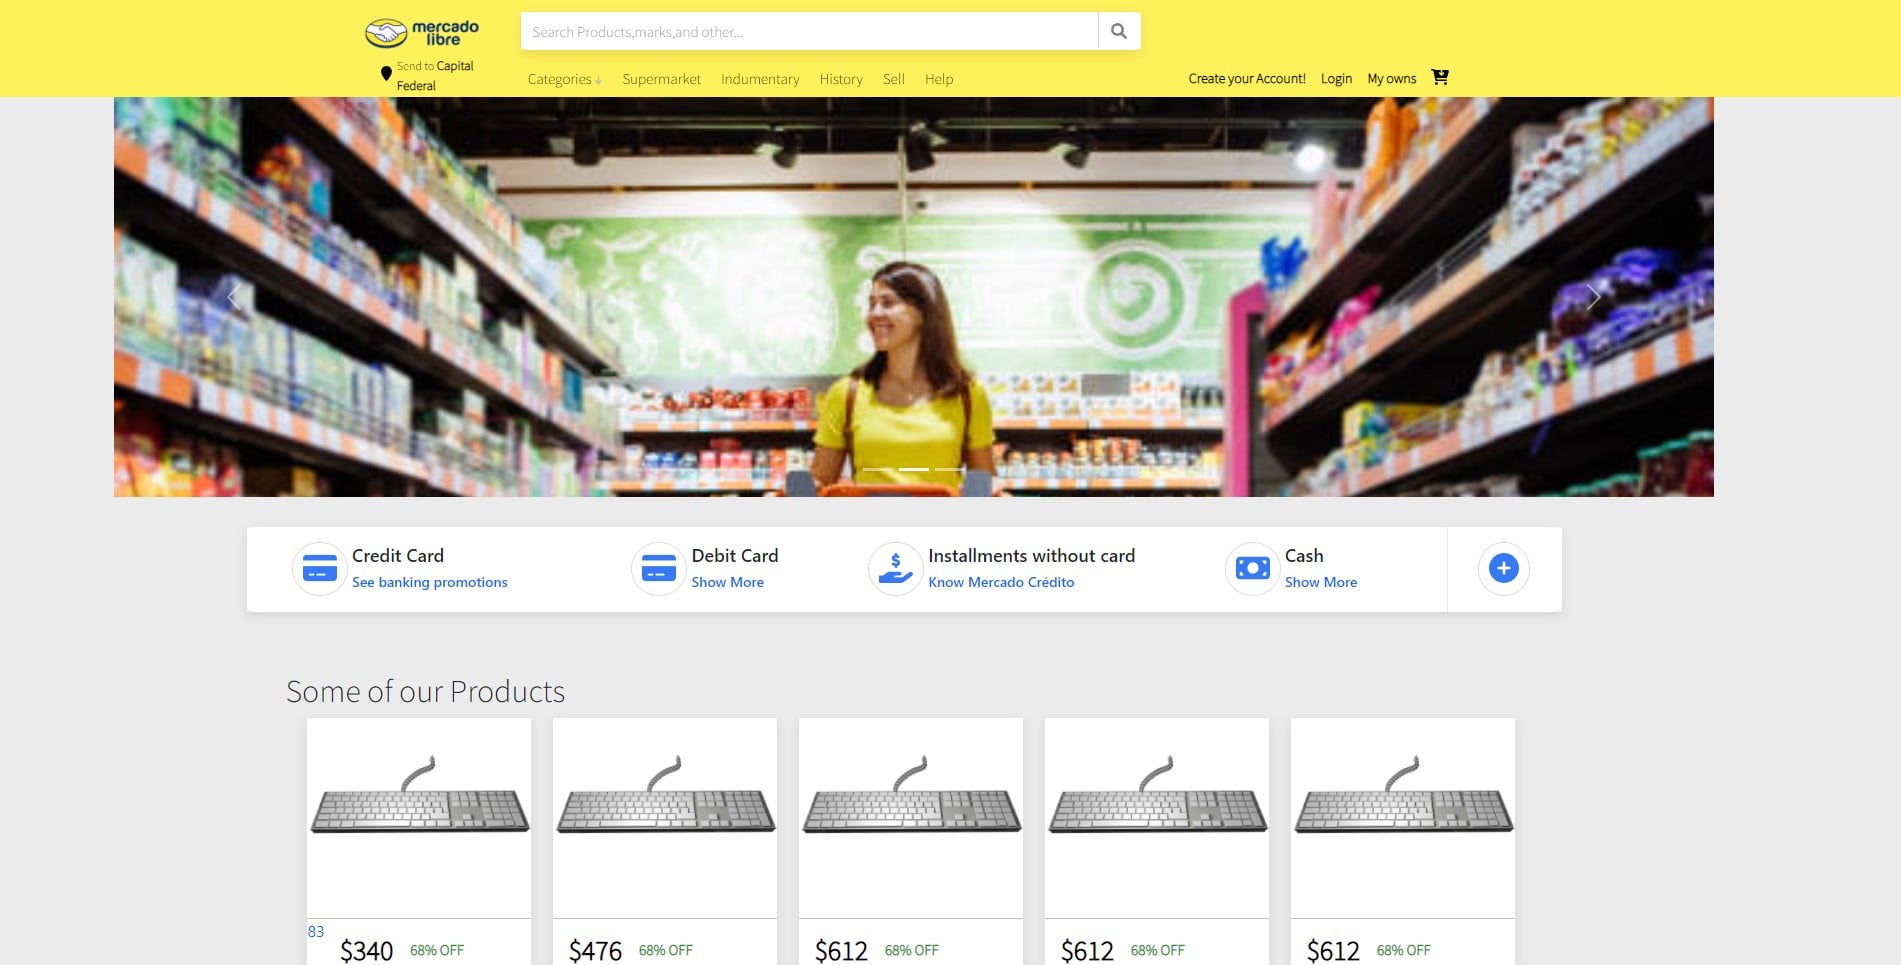 mercado
libre
Search Products,marks,and other...
Send to Capital
Federal
Categories ↓ Supermarket Indumentary History Sell Help
Create your Account! Login My owns
Credit Card
See banking promotions
Debit Card
Show More
Installments without card
Know Mercado Crédito
Cash
Show More
Some of our Products
83
$340 68% OFF
$476 68% OFF
$612 68% OFF
$612 68% OFF
$612 68% OFF